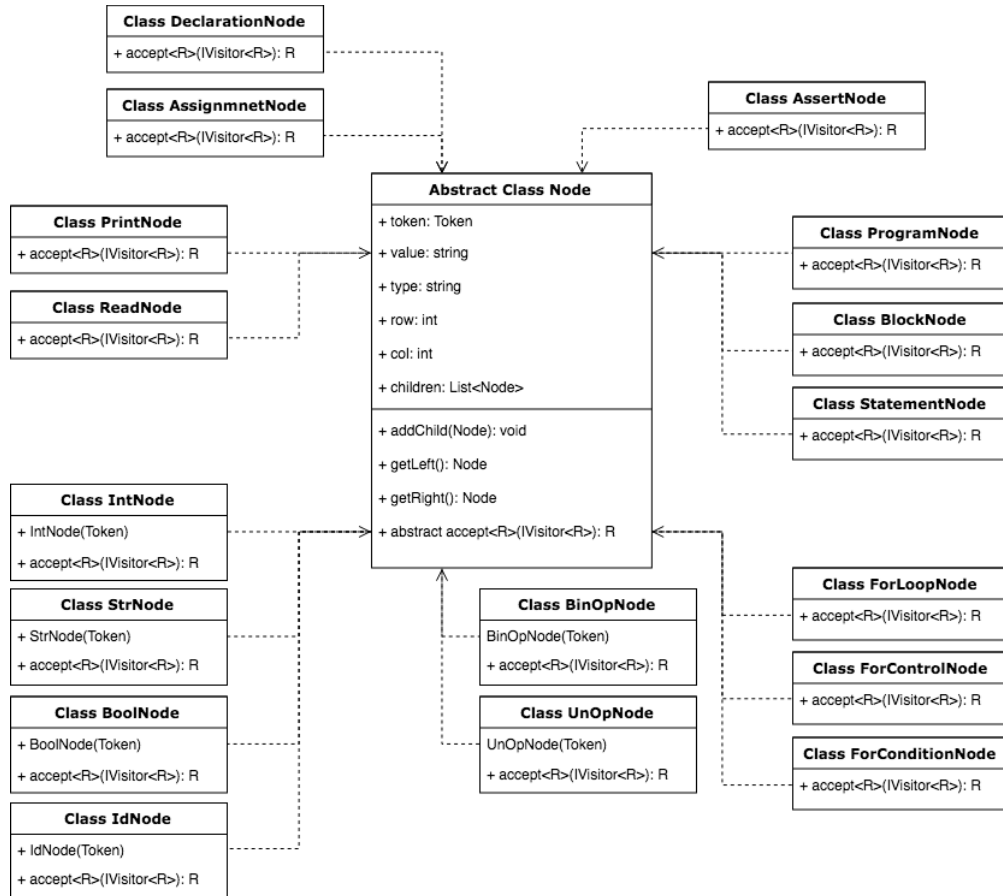 Class DeclarationNode
+ accept<R>(IVisitor<R>): R
Class AssignmnetNode
+ accept<R>(IVisitor<R>): R
Class AssertNode
+ accept<R>(IVisitor<R>): R
Abstract Class Node
+ token: Token
+ value: string
+ type: string
+ row: int
+ col: int
+ children: List<Node>
+ addChild(Node): void
+ getLeft(): Node
+ getRight(): Node
+ abstract accept<R>(IVisitor<R>): R
Class PrintNode
+ accept<R>(IVisitor<R>): R
Class ReadNode
+ accept<R>(IVisitor<R>): R
Class ProgramNode
+ accept<R>(IVisitor<R>): R
Class BlockNode
+ accept<R>(IVisitor<R>): R
Class StatementNode
+ accept<R>(IVisitor<R>): R
Class IntNode
+ IntNode(Token)
+ accept<R>(IVisitor<R>): R
Class StrNode
+ StrNode(Token)
+ accept<R>(IVisitor<R>): R
Class BoolNode
+ BoolNode(Token)
+ accept<R>(IVisitor<R>): R
Class IdNode
+ IdNode(Token)
+ accept<R>(IVisitor<R>): R
Class BinOpNode
BinOpNode(Token)
+ accept<R>(IVisitor<R>): R
Class UnOpNode
UnOpNode(Token)
+ accept<R>(IVisitor<R>): R
Class ForLoopNode
+ accept<R>(IVisitor<R>): R
Class ForControlNode
+ accept<R>(IVisitor<R>): R
Class ForConditionNode
+ accept<R>(IVisitor<R>): R